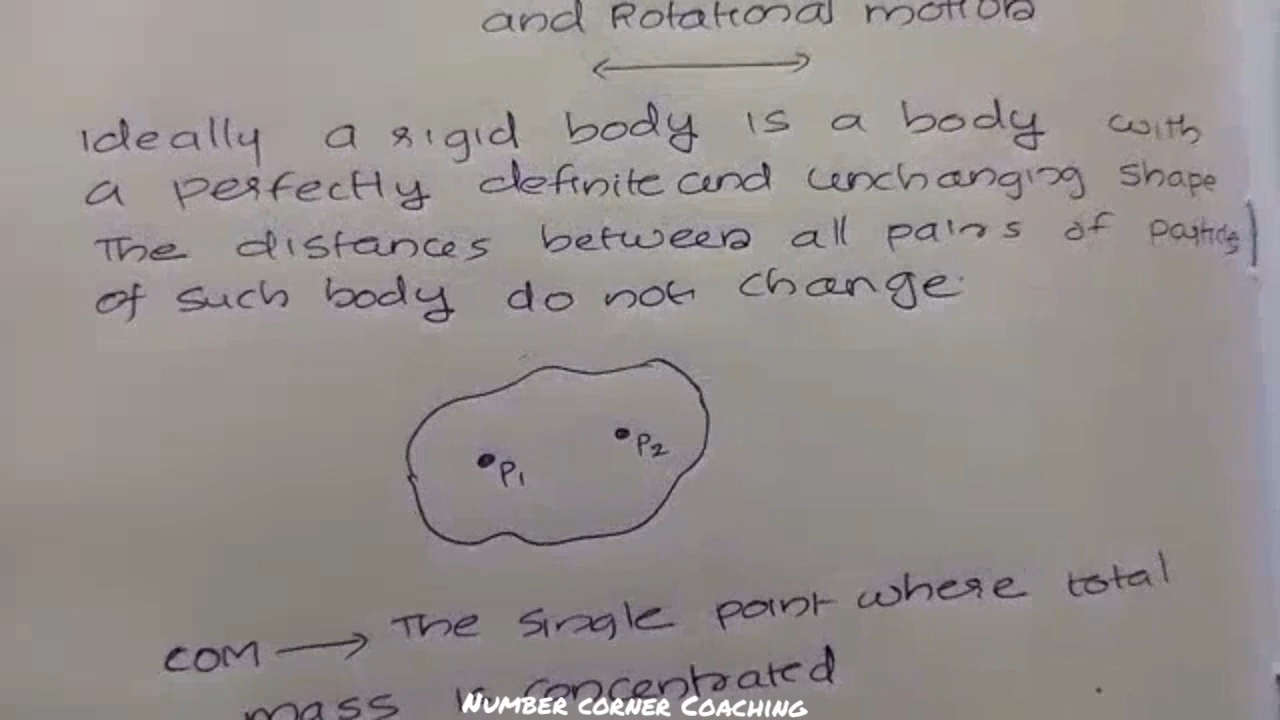 and Rotational motion
Ideally a rigid body is a body with
a perfectly definite and unchanging shape
The distances between all pairs of particles
of such body do not change.
P1
P2
COM → The single point where total
mass is concentrated
NUMBER CORNER COACHING